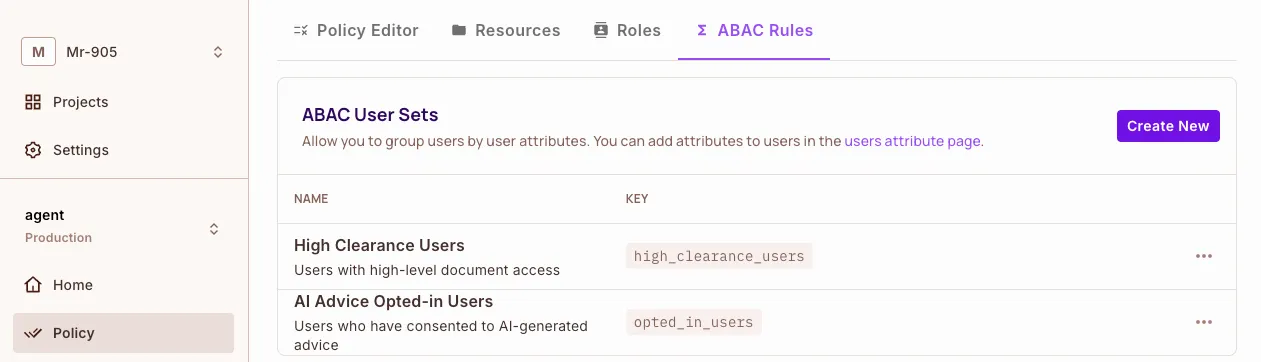 M Mr-905
Projects
Settings
agent
Production
Home
Policy
Policy Editor Resources Roles Σ ABAC Rules
ABAC User Sets
Allow you to group users by user attributes. You can add attributes to users in the users attribute page.
Create New
NAME KEY
High Clearance Users
Users with high-level document access
high_clearance_users
AI Advice Opted-in Users
Users who have consented to AI-generated
advice
opted_in_users